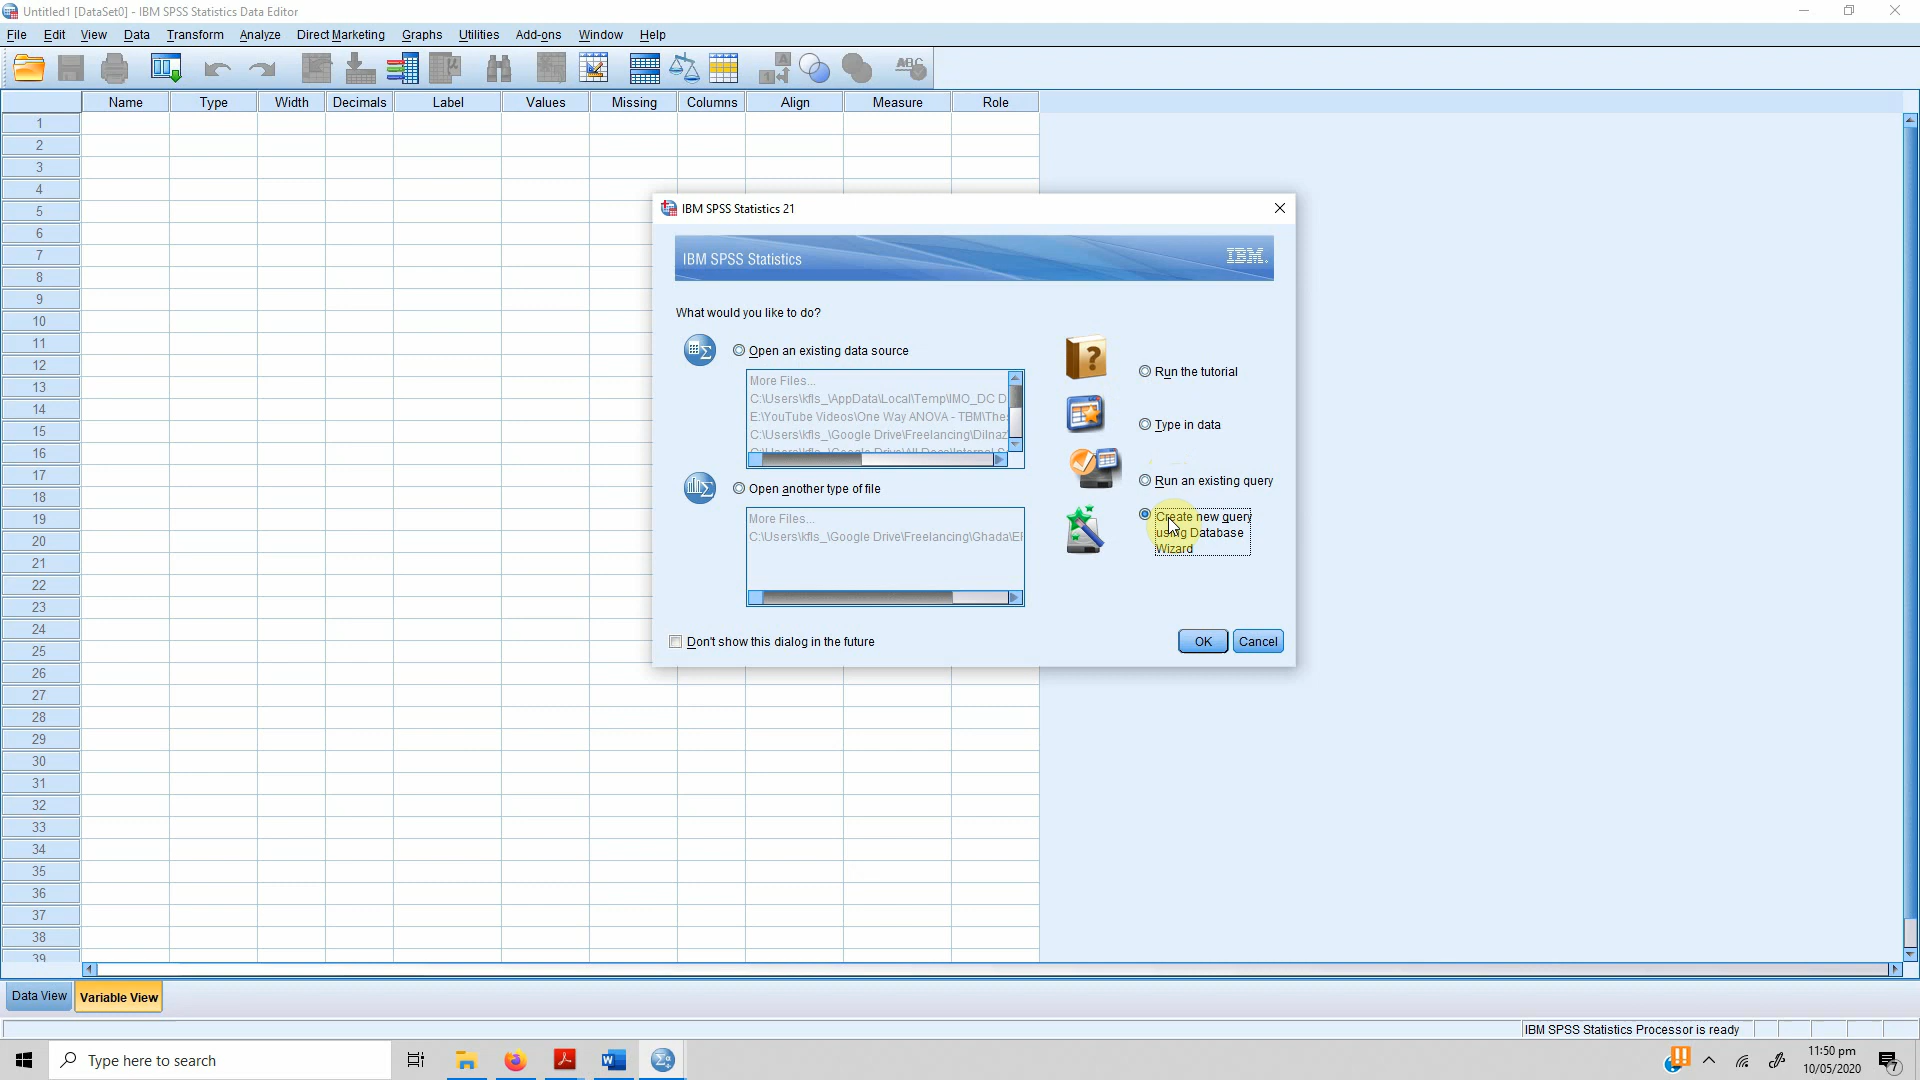 Untitled1 [DataSet0] - IBM SPSS Statistics Data Editor
File Edit View Data Transform Analyze Direct Marketing Graphs Utilities Add-ons Window Help
Name Type Width Decimals Label Values Missing Columns Align Measure Role
1
2
3
4
5
6
7
8
9
10
11
12
13
14
15
16
17
18
19
20
21
22
23
24
25
26
27
28
29
30
31
32
33
34
35
36
37
38
39
IBM SPSS Statistics 21
IBM SPSS Statistics IBM.
What would you like to do?
Open an existing data source
More Files...
C:\Users\kfls_\AppData\Local\Temp\IMO_DC D
E:\YouTube Videos\One Way ANOVA - TBM\The
C:\Users\kfls_\Google Drive\Freelancing\Dilnaz
Open another type of file
More Files...
C:\Users\kfls_\Google Drive\Freelancing\Ghada\
Run the tutorial
Type in data
Run an existing query
Create new query
using Database
Wizard
Don't show this dialog in the future
OK Cancel
Data View Variable View
IBM SPSS Statistics Processor is ready
Type here to search
11:50 pm
10/05/2020
7